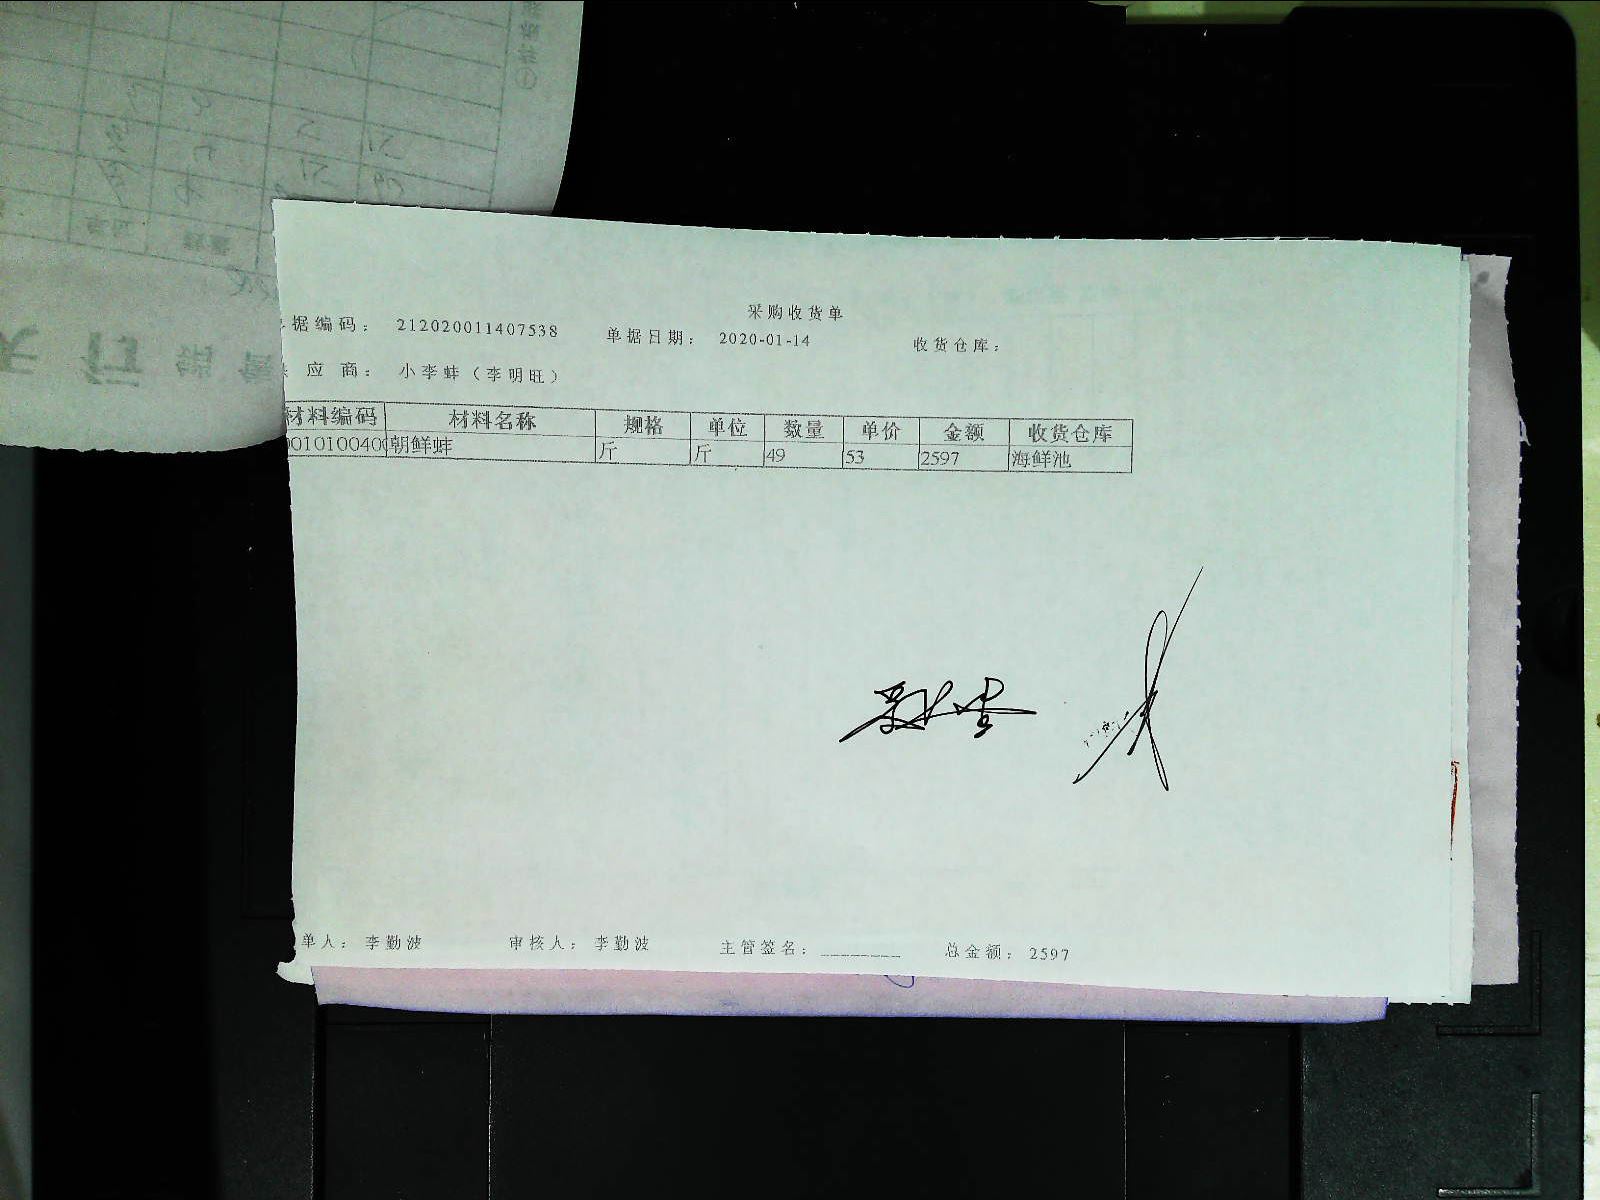 采购收货单
据编码： 212020011407538 单据日期： 2020-01-14 收货仓库：
应 商： 小李蚌（李明旺）
材料编码 材料名称 规格 单位 数量 单价 金额 收货仓库
0010100400 朝鲜蚌 斤 斤 49 53 2597 海鲜池
单人： 李勤波 审核人： 李勤波 主管签名：________ 总金额： 2597